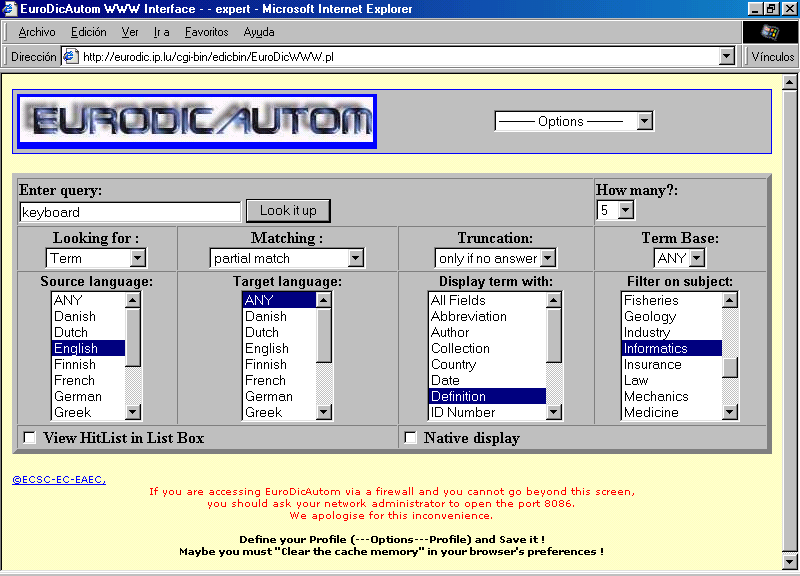 EuroDicAutom WWW Interface - - expert - Microsoft Internet Explorer
Archivo Edición Ver Ir a Favoritos Ayuda
Dirección http://eurodic.ip.lu/cgi-bin/edicbin/EuroDicWWW.pl Vínculos
EURODICAUTOM
Options
Enter query: How many?:
keyboard Look it up 5
Looking for : Matching : Truncation: Term Base:
Term partial match only if no answer ANY
Source language: Target language: Display term with: Filter on subject:
ANY ANY All Fields Fisheries
Danish Danish Abbreviation Geology
Dutch Dutch Author Industry
English English Collection Informatics
Finnish Finnish Country Insurance
French French Date Law
German German Definition Mechanics
Greek Greek ID Number Medicine
View HitList in List Box Native display
©ECSC-EC-EAEC,
If you are accessing EuroDicAutom via a firewall and you cannot go beyond this screen,
you should ask your network administrator to open the port 8086.
We apologise for this inconvenience.
Define your Profile (---Options---Profile) and Save it !
Maybe you must "Clear the cache memory" in your browser's preferences !